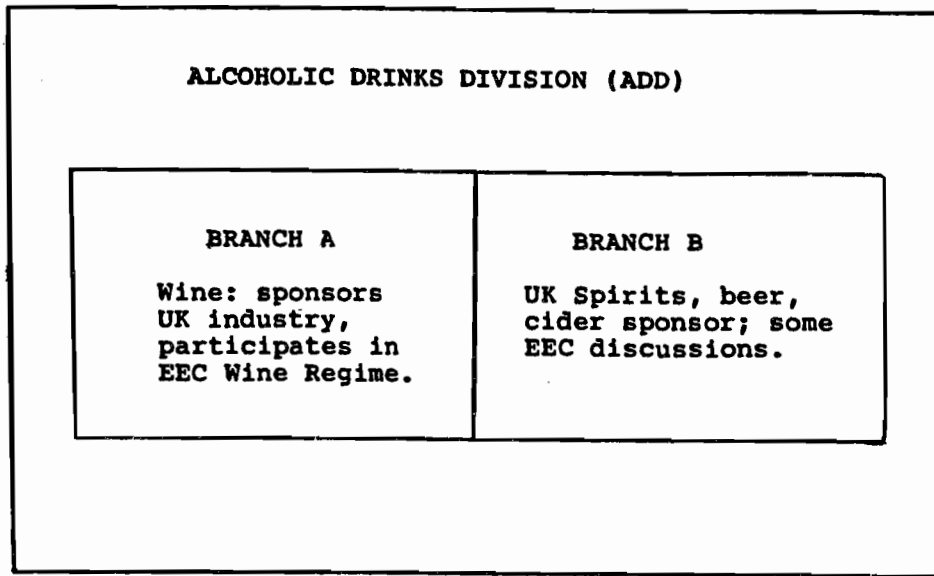 ALCOHOLIC DRINKS DIVISION (ADD)
BRANCH A
Wine: sponsors
UK industry,
participates in
EEC Wine Regime.
BRANCH B
UK Spirits, beer,
cider sponsor; some
EEC discussions.